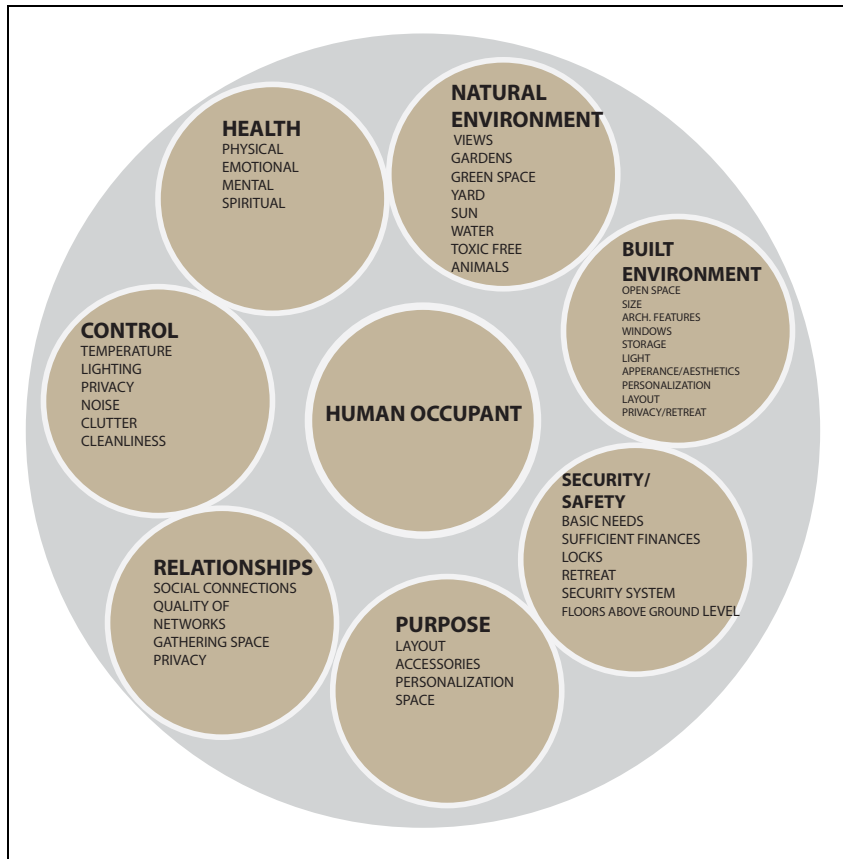 NATURAL
ENVIRONMENT
VIEWS
GARDENS
GREEN SPACE
YARD
SUN
WATER
TOXIC FREE
ANIMALS
HEALTH
PHYSICAL
EMOTIONAL
MENTAL
SPIRITUAL
BUILT
ENVIRONMENT
OPEN SPACE
SIZE
ARCH. FEATURES
WINDOWS
STORAGE
LIGHT
APPERANCE/AESTHETICS
PERSONALIZATION
LAYOUT
PRIVACY/RETREAT
CONTROL
TEMPERATURE
LIGHTING
PRIVACY
NOISE
CLUTTER
CLEANLINESS
HUMAN OCCUPANT
SECURITY/
SAFETY
BASIC NEEDS
SUFFICIENT FINANCES
LOCKS
RETREAT
SECURITY SYSTEM
FLOORS ABOVE GROUND LEVEL
RELATIONSHIPS
SOCIAL CONNECTIONS
QUALITY OF
NETWORKS
GATHERING SPACE
PRIVACY
PURPOSE
LAYOUT
ACCESSORIES
PERSONALIZATION
SPACE